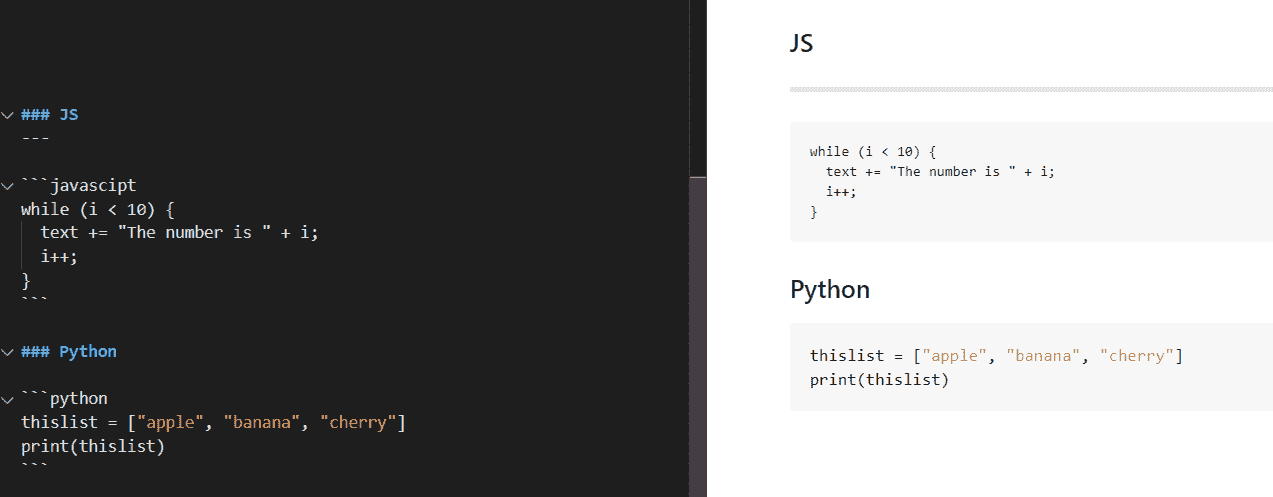 ### JS
---
```javascipt
while (i < 10) {
  text += "The number is " + i;
  i++;
}
```
### Python
```python
thislist = ["apple", "banana", "cherry"]
print(thislist)
```
JS
while (i < 10) {
  text += "The number is " + i;
  i++;
}
Python
thislist = ["apple", "banana", "cherry"]
print(thislist)